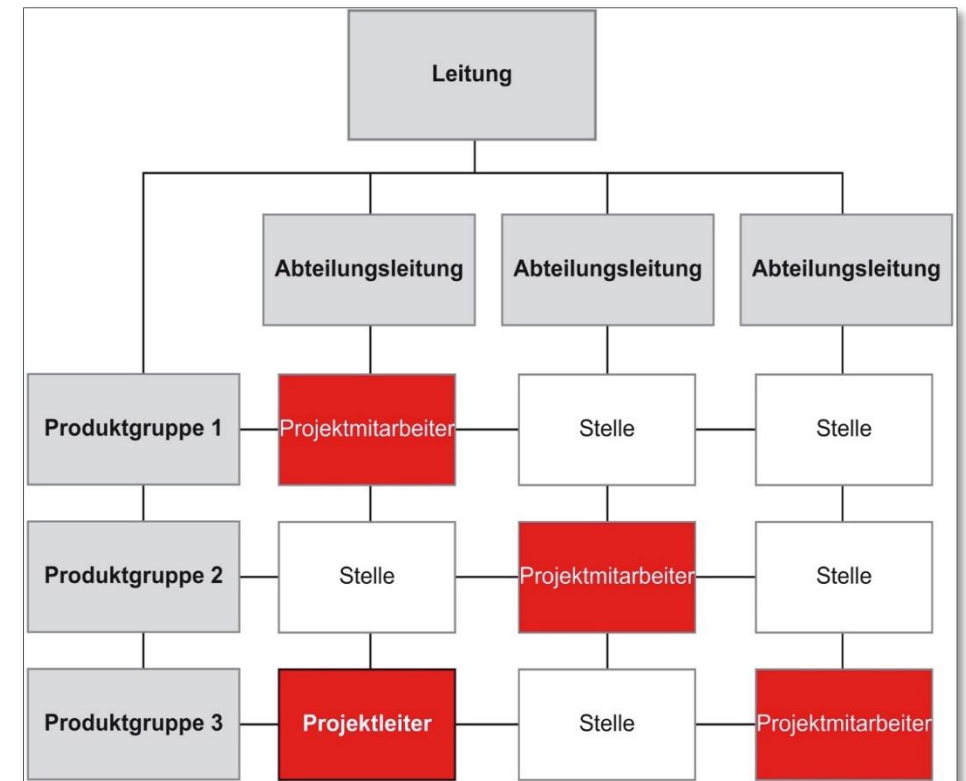 Leitung
Abteilungsleitung
Abteilungsleitung
Abteilungsleitung
Produktgruppe 1
Projektmitarbeiter
Stelle
Stelle
Produktgruppe 2
Stelle
Projektmitarbeiter
Stelle
Produktgruppe 3
Projektleiter
Stelle
Projektmitarbeiter